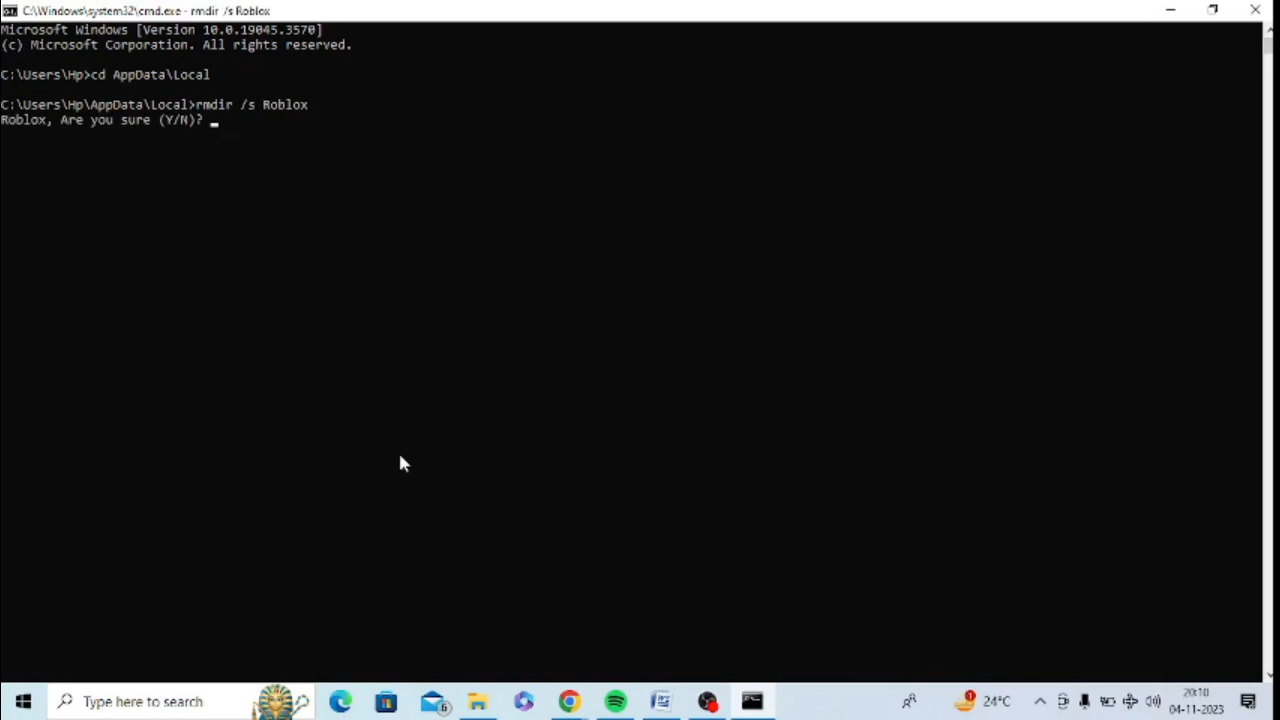 C:\Windows\system32\cmd.exe - rmdir /s Roblox
Microsoft Windows [Version 10.0.19045.3570]
(c) Microsoft Corporation. All rights reserved.
C:\Users\Hp>cd AppData\Local
C:\Users\Hp\AppData\Local>rmdir /s Roblox
Roblox, Are you sure (Y/N)?
Type here to search
6
1
24°C
20:10
04-11-2023